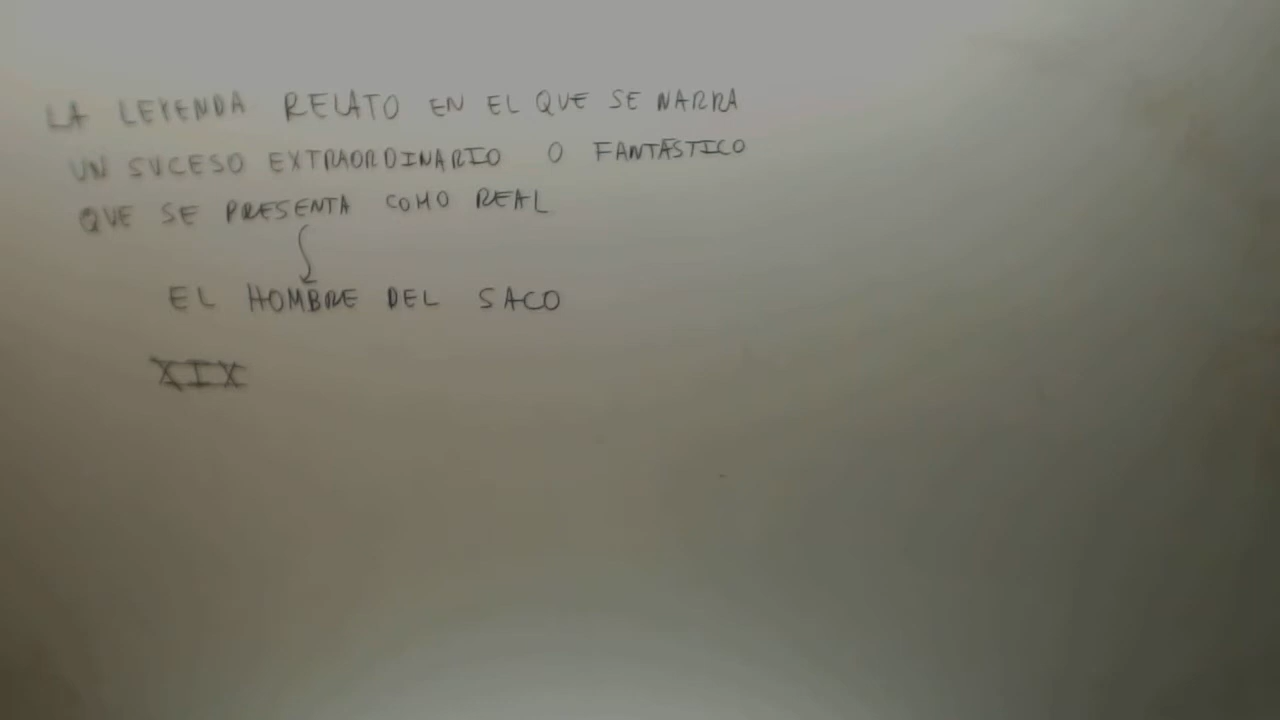 LA LEYENDA RELATO EN EL QUE SE NARRA
UN SUCESO EXTRAORDINARIO O FANTÁSTICO
QUE SE PRESENTA COMO REAL
EL HOMBRE DEL SACO
XIX